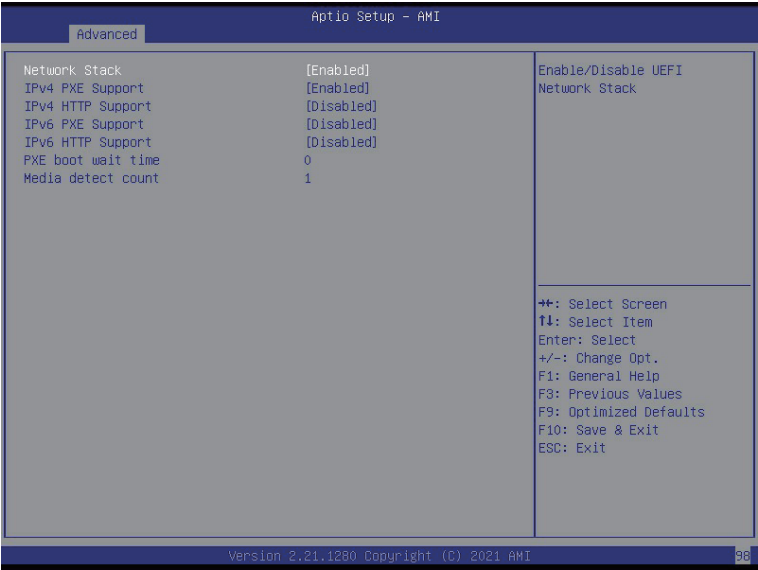 Aptio Setup – AMI
Advanced
Network Stack [Enabled]
IPv4 PXE Support [Enabled]
IPv4 HTTP Support [Disabled]
IPv6 PXE Support [Disabled]
IPv6 HTTP Support [Disabled]
PXE boot wait time 0
Media detect count 1
Enable/Disable UEFI
Network Stack
→←: Select Screen
↑↓: Select Item
Enter: Select
+/-: Change Opt.
F1: General Help
F3: Previous Values
F9: Optimized Defaults
F10: Save & Exit
ESC: Exit
Version 2.21.1280 Copyright (C) 2021 AMI
98